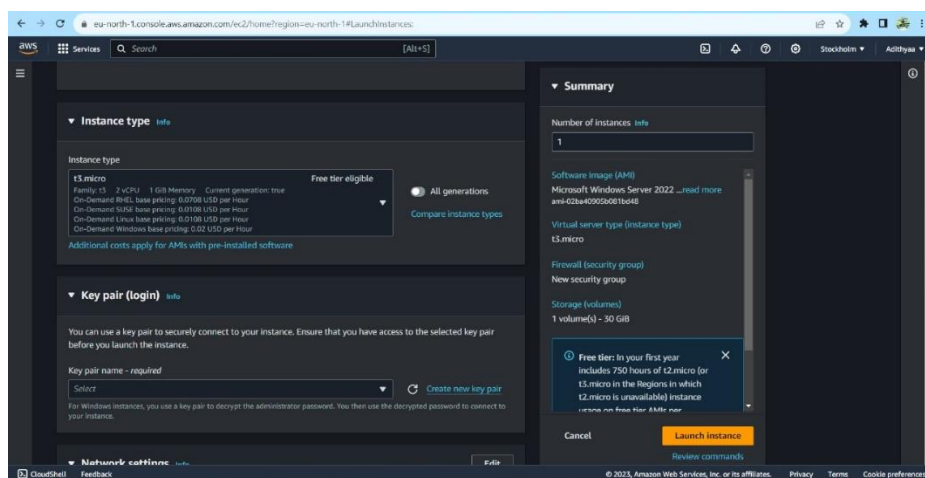 eu-north-1.console.aws.amazon.com/ec2/home?region=eu-north-1#LaunchInstances:
aws Services Search [Alt+S] Stockholm Adithyaa
Instance type Info
Instance type
t3.micro Free tier eligible
Family: t3 2 vCPU 1 GiB Memory Current generation: true
On-Demand RHEL base pricing: 0.0708 USD per Hour
On-Demand SUSE base pricing: 0.0108 USD per Hour
On-Demand Linux base pricing: 0.0108 USD per Hour
On-Demand Windows base pricing: 0.02 USD per Hour
All generations
Compare instance types
Additional costs apply for AMIs with pre-installed software
Key pair (login) Info
You can use a key pair to securely connect to your instance. Ensure that you have access to the selected key pair
before you launch the instance.
Key pair name - required
Select
Create new key pair
For Windows instances, you use a key pair to decrypt the administrator password. You then use the decrypted password to connect to
your instance.
Network settings Info
Edit
Summary
Number of instances Info
1
Software Image (AMI)
Microsoft Windows Server 2022 ...read more
ami-02ba40905b081bd48
Virtual server type (instance type)
t3.micro
Firewall (security group)
New security group
Storage (volumes)
1 volume(s) - 30 GiB
Free tier: In your first year
includes 750 hours of t2.micro (or
t3.micro in the Regions in which
t2.micro is unavailable) instance
usage on free tier AMIs per
Cancel
Launch instance
Review commands
CloudShell Feedback © 2023, Amazon Web Services, Inc. or its affiliates. Privacy Terms Cookie preferences